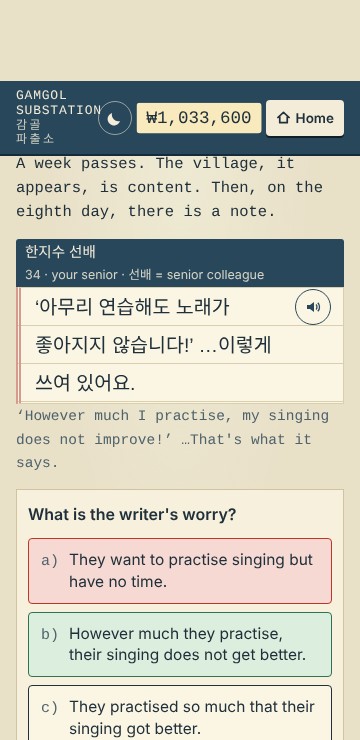 GAMGOL
SUBSTATION
감골
파출소
₩1,033,600
Home
A week passes. The village, it
appears, is content. Then, on the
eighth day, there is a note.
한지수 선배
34 · your senior · 선배 = senior colleague
‘아무리 연습해도 노래가
좋아지지 않습니다!’ …이렇게
쓰여 있어요.
‘However much I practise, my singing
does not improve!’ …That's what it
says.
What is the writer's worry?
a) They want to practise singing but
have no time.
b) However much they practise,
their singing does not get better.
c) They practised so much that their
singing got better.